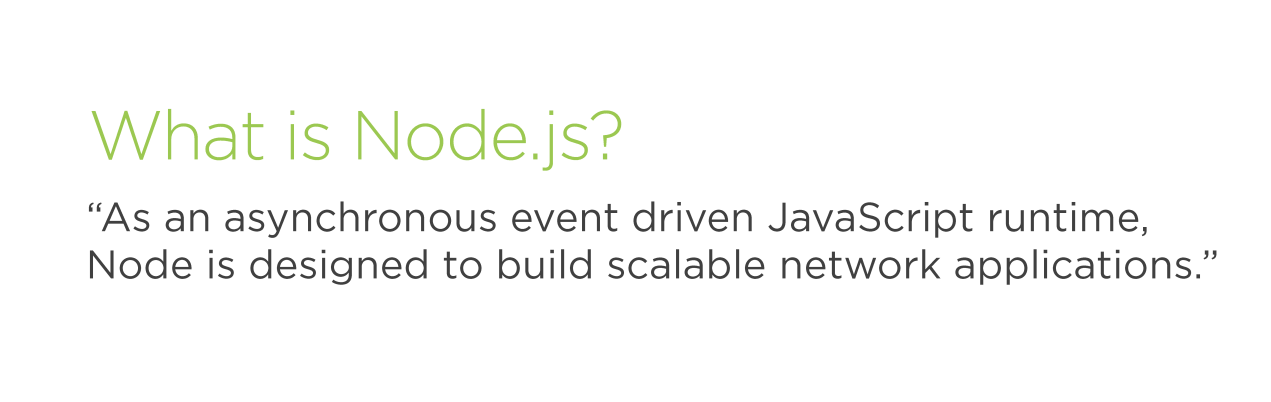 What is Node.js?
“As an asynchronous event driven JavaScript runtime,
Node is designed to build scalable network applications.”